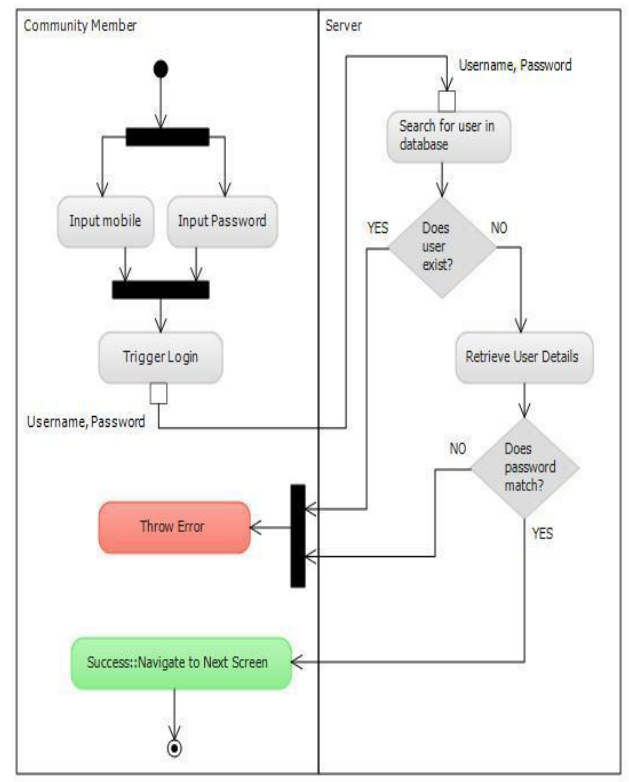 Community Member
Server
Username, Password
Search for user in
database
Input mobile
Input Password
YES
Does
user
exist?
NO
Trigger Login
Retrieve User Details
Username, Password
NO
Does
password
match?
Throw Error
YES
Success::Navigate to Next Screen